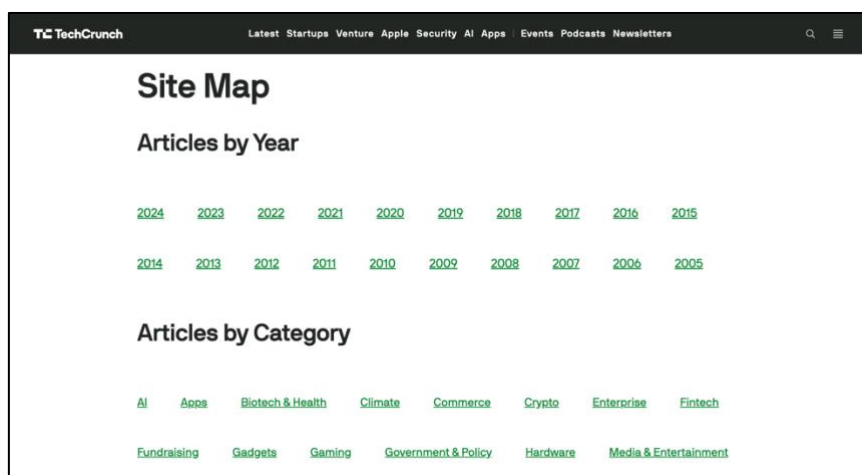 TC TechCrunch Latest Startups Venture Apple Security AI Apps | Events Podcasts Newsletters
Site Map
Articles by Year
2024 2023 2022 2021 2020 2019 2018 2017 2016 2015
2014 2013 2012 2011 2010 2009 2008 2007 2006 2005
Articles by Category
AI Apps Biotech & Health Climate Commerce Crypto Enterprise Fintech
Fundraising Gadgets Gaming Government & Policy Hardware Media & Entertainment